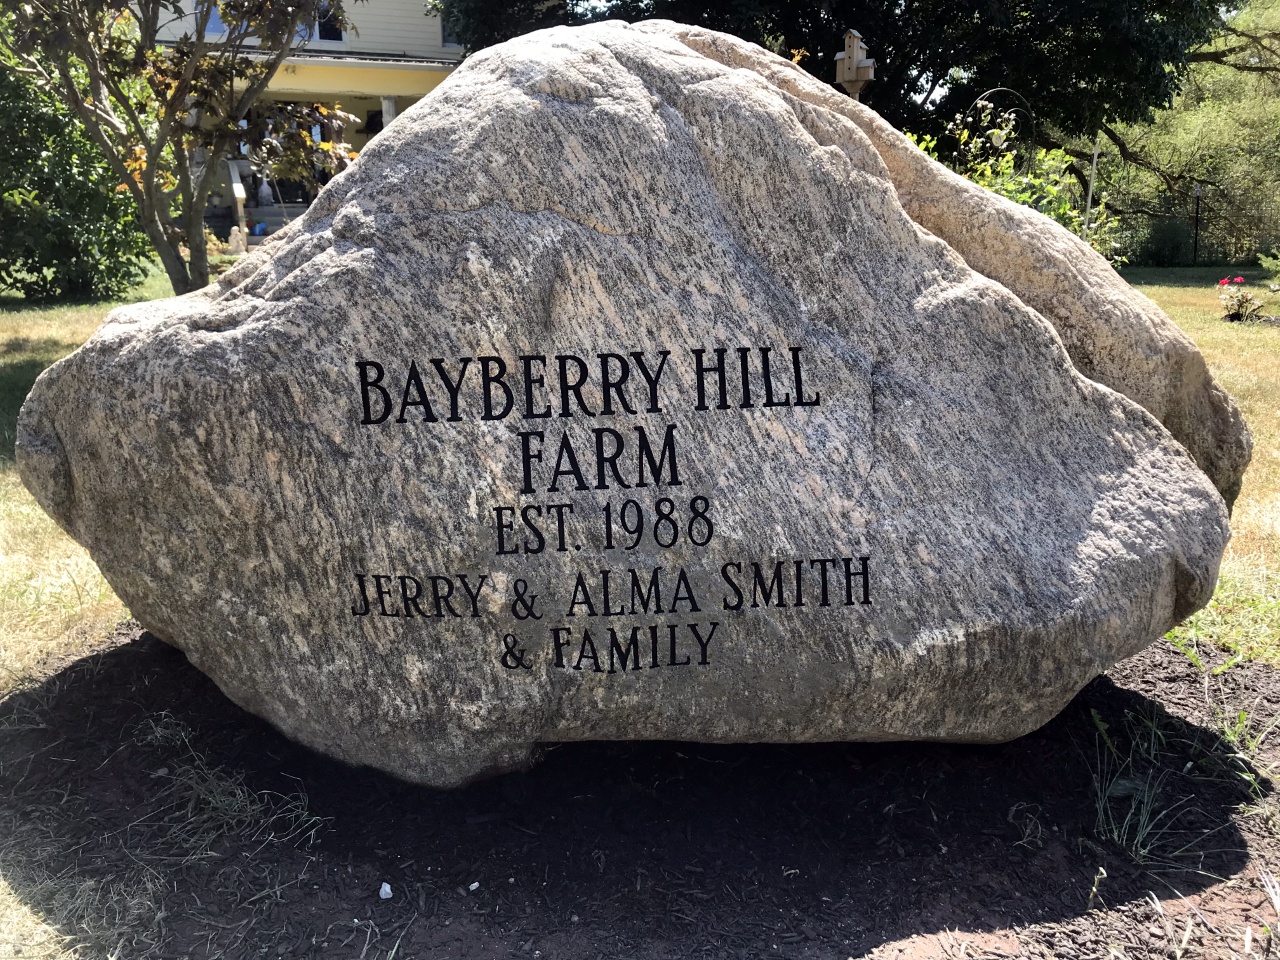 BAYBERRY HILL
FARM
EST. 1988
JERRY & ALMA SMITH
& FAMILY